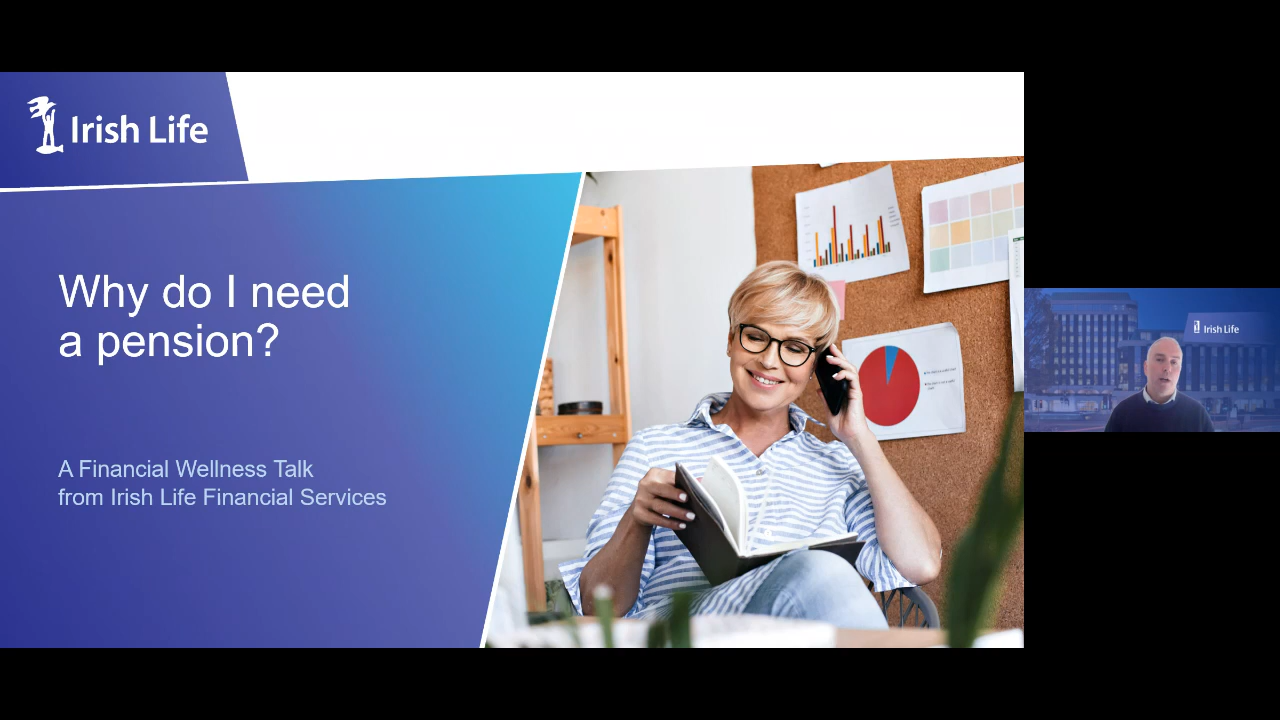 Irish Life
Why do I need
a pension?
A Financial Wellness Talk
from Irish Life Financial Services
Irish Life